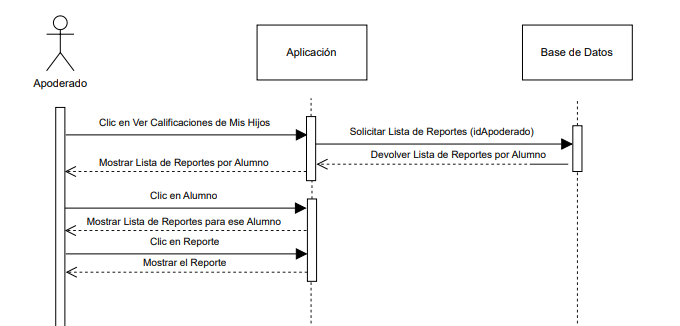 Apoderado
Aplicación
Base de Datos
Clic en Ver Calificaciones de Mis Hijos
Solicitar Lista de Reportes (idApoderado)
Devolver Lista de Reportes por Alumno
Mostrar Lista de Reportes por Alumno
Clic en Alumno
Mostrar Lista de Reportes para ese Alumno
Clic en Reporte
Mostrar el Reporte